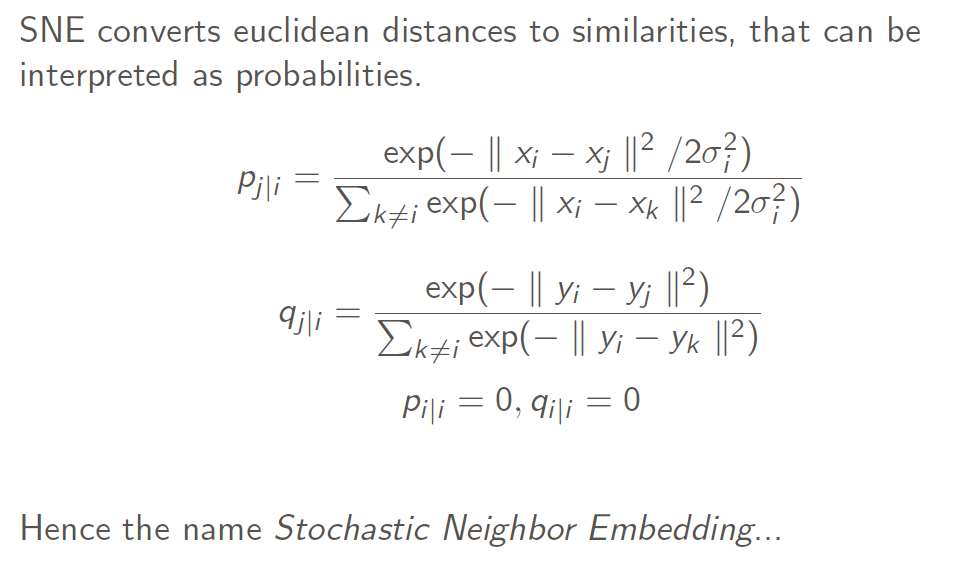 SNE converts euclidean distances to similarities, that can be
interpreted as probabilities.
p_{j|i} = \frac{\exp(-\parallel x_i - x_j \parallel^2 / 2\sigma_i^2)}{\sum_{k \neq i} \exp(-\parallel x_i - x_k \parallel^2 / 2\sigma_i^2)}
q_{j|i} = \frac{\exp(-\parallel y_i - y_j \parallel^2)}{\sum_{k \neq i} \exp(-\parallel y_i - y_k \parallel^2)}
p_{i|i} = 0, q_{i|i} = 0
Hence the name Stochastic Neighbor Embedding...